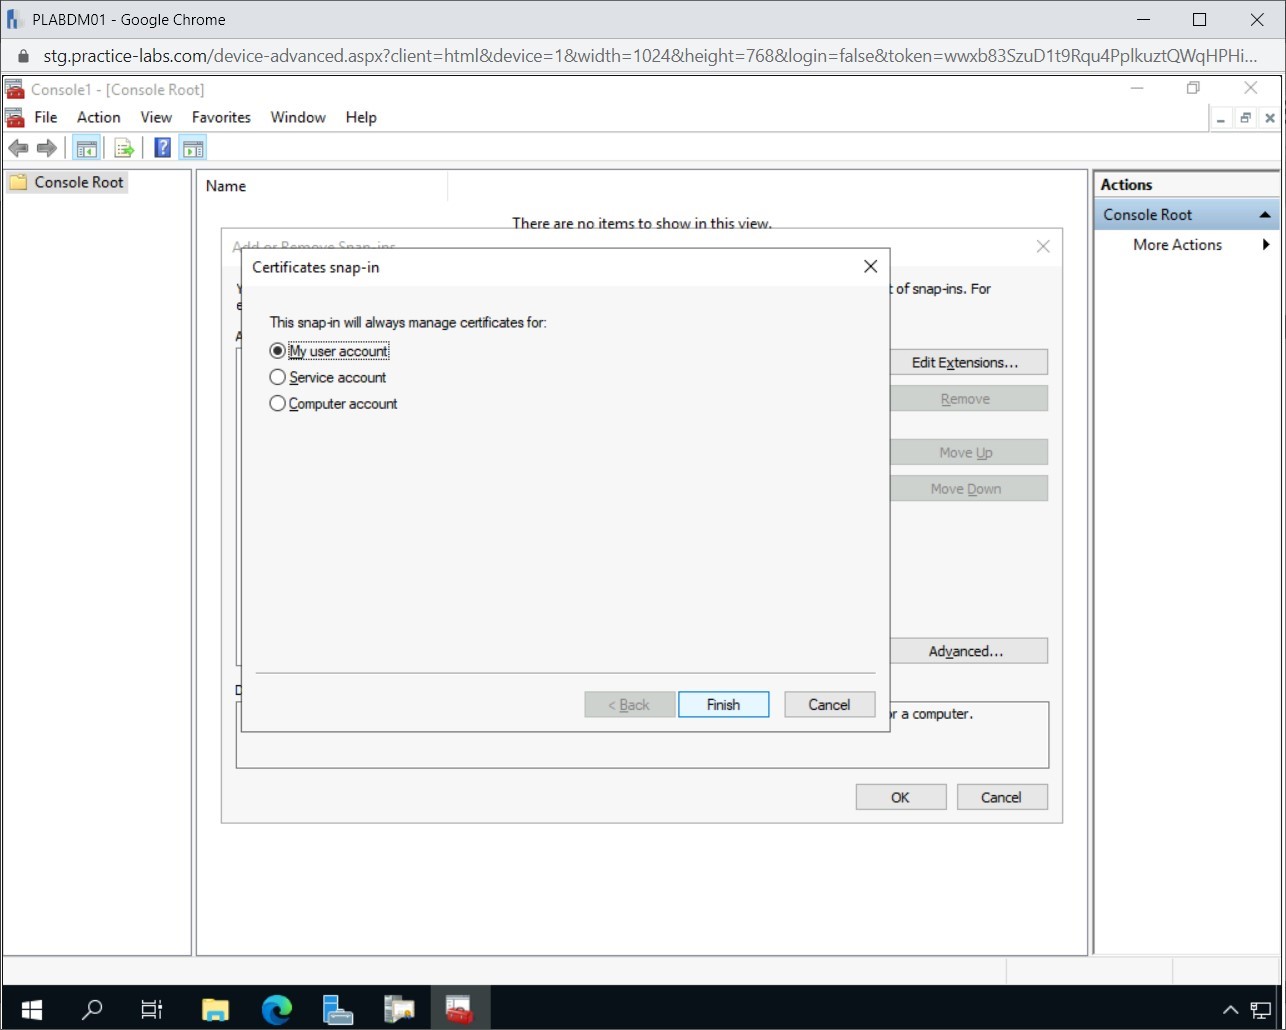 PLABDM01 - Google Chrome
stg.practice-labs.com/device-advanced.aspx?client=html&device=1&width=1024&height=768&login=false&token=wwxb83SzuD1t9Rqu4PplkuztQWqHPHi...
Console1 - [Console Root]
File Action View Favorites Window Help
Console Root
Name
There are no items to show in this view.
Actions
Console Root
More Actions
Add or Remove Snap-ins
Certificates snap-in
t of snap-ins. For
This snap-in will always manage certificates for:
My user account
Service account
Computer account
Edit Extensions...
Remove
Move Up
Move Down
Advanced...
< Back Finish Cancel
or a computer.
OK Cancel